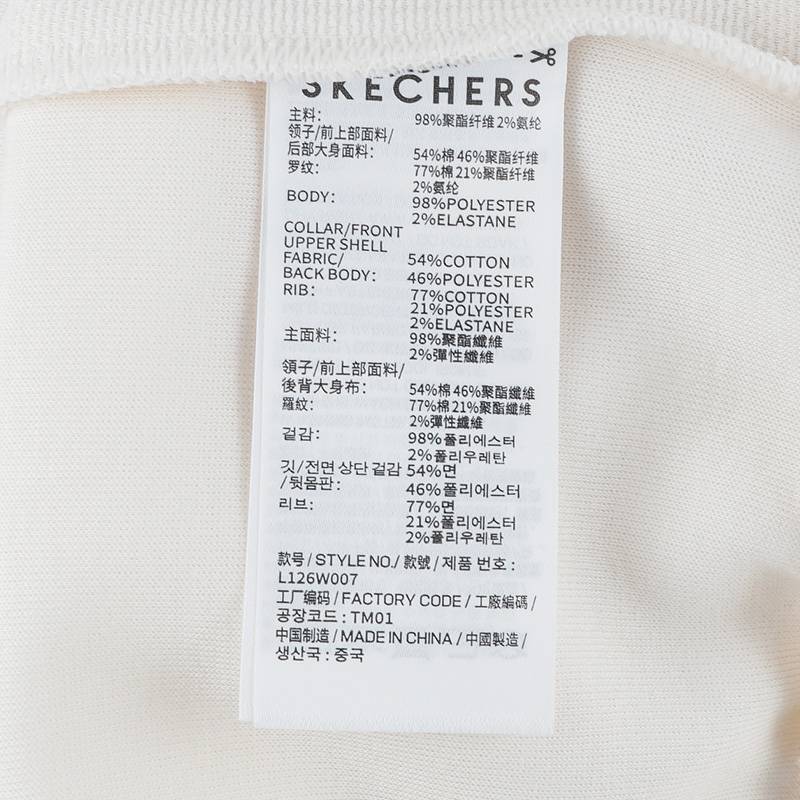 SKECHERS
主料： 98%聚酯纤维 2%氨纶
领子/前上部面料/
后部大身面料： 54%棉 46%聚酯纤维
罗纹： 77%棉 21%聚酯纤维
2%氨纶
BODY: 98%POLYESTER
2%ELASTANE
COLLAR/FRONT
UPPER SHELL
FABRIC/ 54%COTTON
BACK BODY: 46%POLYESTER
RIB: 77%COTTON
21%POLYESTER
2%ELASTANE
主面料： 98%聚酯纖維
2%彈性纖維
領子/前上部面料/
後背大身布： 54%棉 46%聚酯纖維
羅紋： 77%棉 21%聚酯纖維
2%彈性纖維
겉감: 98%폴리에스터
2%폴리우레탄
깃/전면 상단 겉감 54%면
/뒷몸판: 46%폴리에스터
리브: 77%면
21%폴리에스터
2%폴리우레탄
款号 / STYLE NO./ 款號 / 제품 번호 :
L126W007
工厂编码 / FACTORY CODE / 工廠編碼 /
공장코드 : TM01
中国制造 / MADE IN CHINA / 中國製造 /
생산국 : 중국